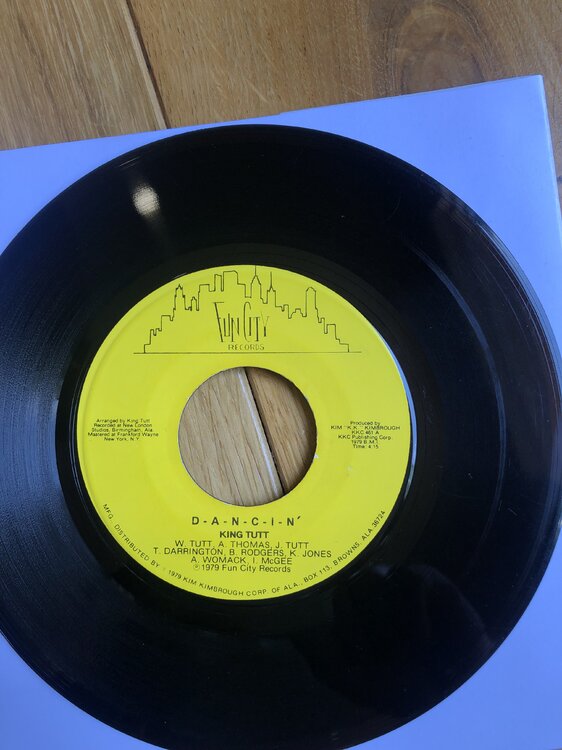 FUN CITY
RECORDS
Arranged by King Tutt
Recorded at New London
Studios, Birmingham, Ala
Mastered at Frankford Wayne
New York, N.Y.
Produced by
KIM "K.K." KIMBROUGH
KKC 461 A
KKC Publishing Corp.
1979 B.M.I.
Time: 4:15
D-A-N-C-I-N'
KING TUTT
W. TUTT, A. THOMAS, J. TUTT
T. DARRINGTON, B. RODGERS, K. JONES
A. WOMACK, I. McGEE
℗1979 Fun City Records
MFG. DISTRIBUTED BY ℗ 1979 KIM KIMBROUGH CORP. OF ALA., BOX 113, BROWNS, ALA 36724